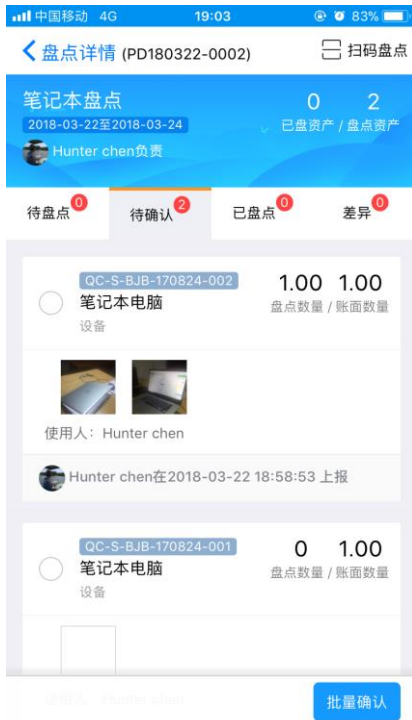 中国移动 4G 19:03 83%
盘点详情 (PD180322-0002) 扫码盘点
笔记本盘点 0 2
2018-03-22至2018-03-24 已盘资产 / 盘点资产
Hunter chen负责
待盘点 0 待确认 2 已盘点 0 差异 0
QC-S-BJB-170824-002 1.00 1.00
笔记本电脑 盘点数量 / 账面数量
设备
使用人：Hunter chen
Hunter chen在2018-03-22 18:58:53 上报
QC-S-BJB-170824-001 0 1.00
笔记本电脑 盘点数量 / 账面数量
设备
使用人：Hunter chen
批量确认